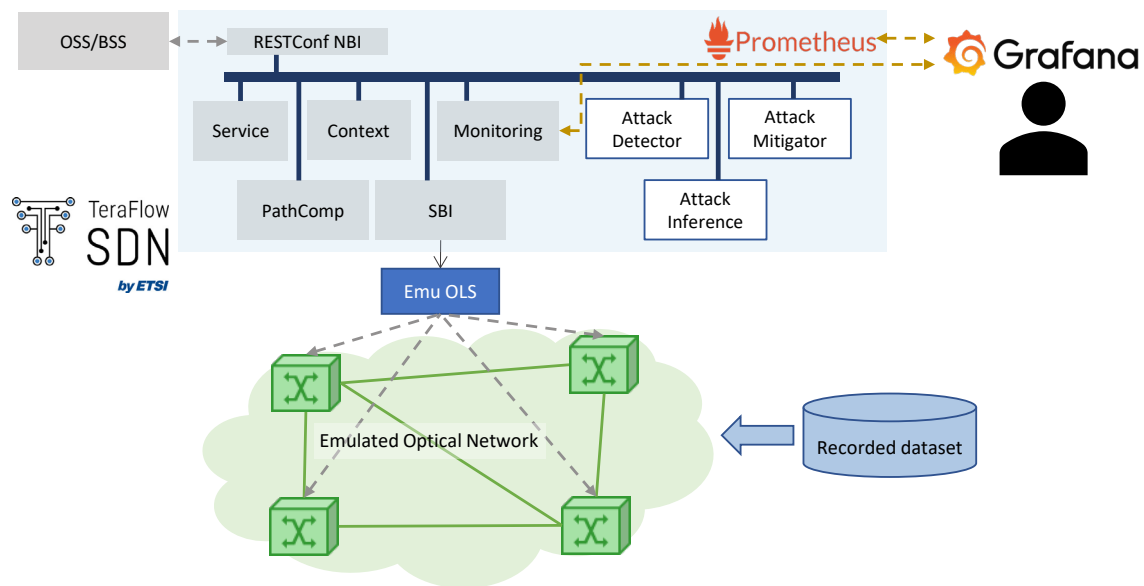 OSS/BSS
RESTConf NBI
Prometheus
Grafana
Service
Context
Monitoring
Attack
Detector
Attack
Mitigator
PathComp
SBI
Attack
Inference
TeraFlow
SDN
by ETSI
Emu OLS
Emulated Optical Network
Recorded dataset